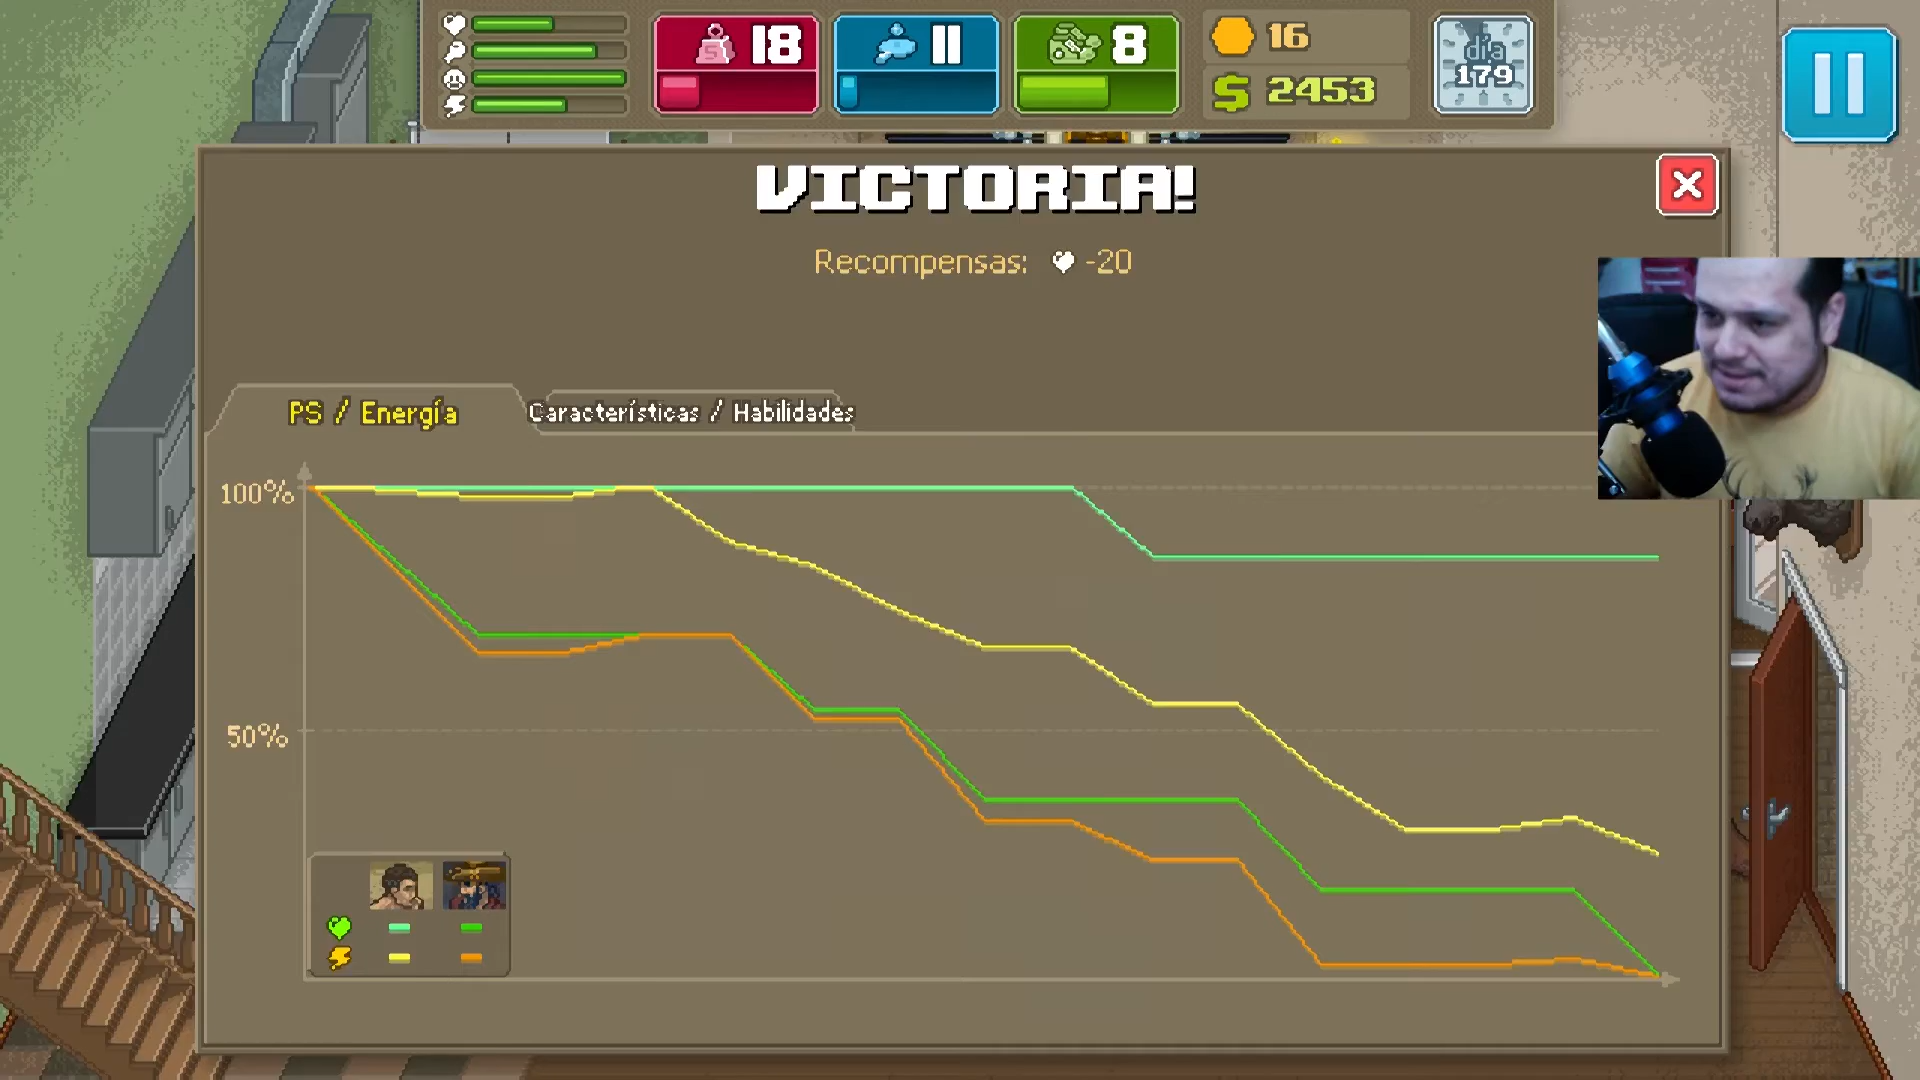 18
11
8
16
$ 2453
día
179
VICTORIA!
Recompensas: -20
PS / Energía
Características / Habilidades
100%
50%